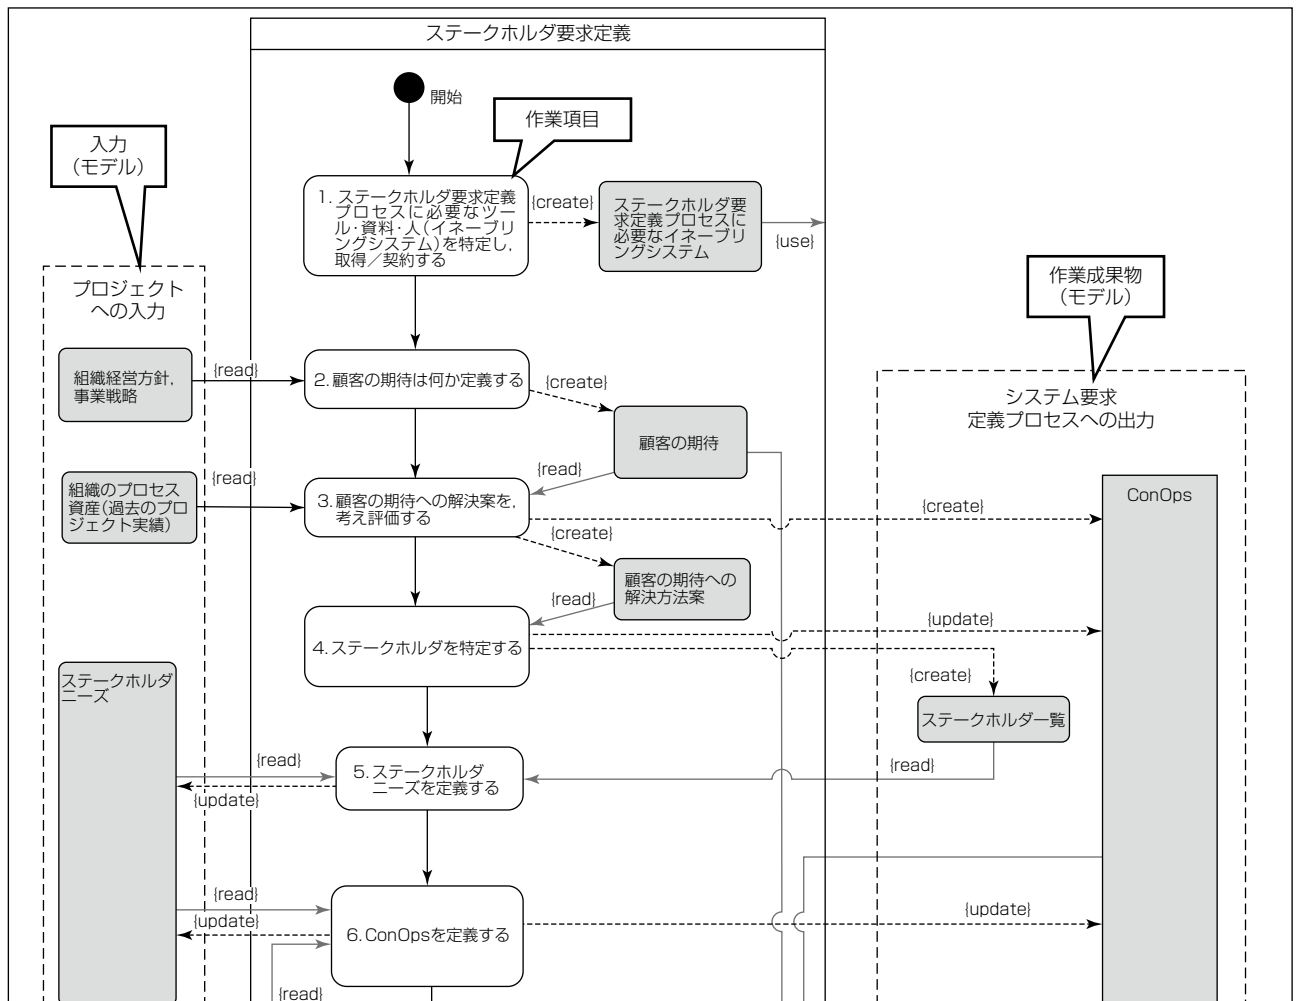 ステークホルダ要求定義
開始
作業項目
入力
（モデル）
1. ステークホルダ要求定義
プロセスに必要なツー
ル・資料・人（イネーブリ
ングシステム）を特定し，
取得／契約する
{create}
ステークホルダ要
求定義プロセスに
必要なイネーブリ
ングシステム
{use}
作業成果物
（モデル）
プロジェクト
への入力
組織経営方針，
事業戦略
{read}
2. 顧客の期待は何か定義する
{create}
顧客の期待
システム要求
定義プロセスへの出力
組織のプロセス
資産（過去のプロ
ジェクト実績）
{read}
{read}
3. 顧客の期待への解決案を，
考え評価する
{create}
ConOps
{create}
顧客の期待への
解決方法案
{read}
4. ステークホルダを特定する
{update}
{create}
ステークホルダ一覧
ステークホルダ
ニーズ
{read}
{update}
5. ステークホルダ
ニーズを定義する
{read}
{read}
{update}
6. ConOpsを定義する
{update}
{read}